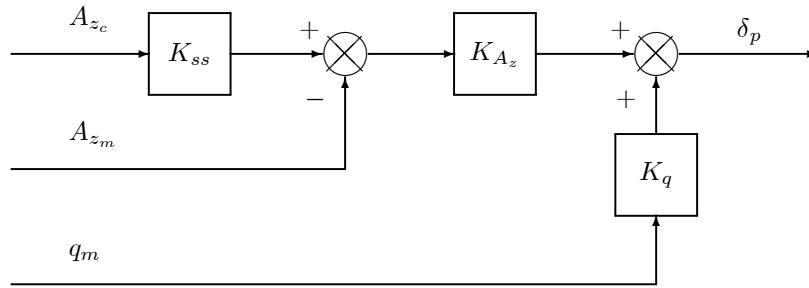 A_{z_c}
K_{ss}
+
−
K_{A_z}
+
+
δ_p
A_{z_m}
K_q
q_m